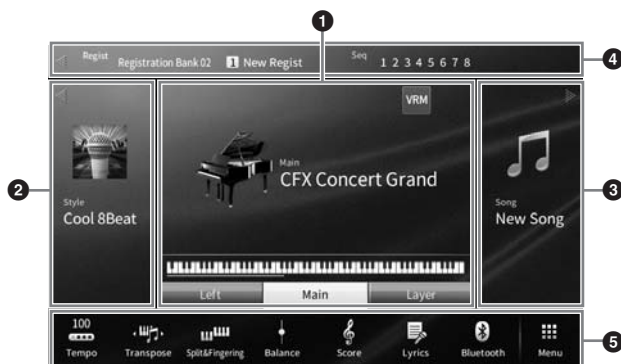 1
Regist Registration Bank 02 1 New Regist Seq 1 2 3 4 5 6 7 8
4
VRM
2
Style
Cool 8Beat
Main
CFX Concert Grand
Song
New Song
3
Left Main Layer
100
Tempo Transpose Split&Fingering Balance Score Lyrics Bluetooth Menu
5